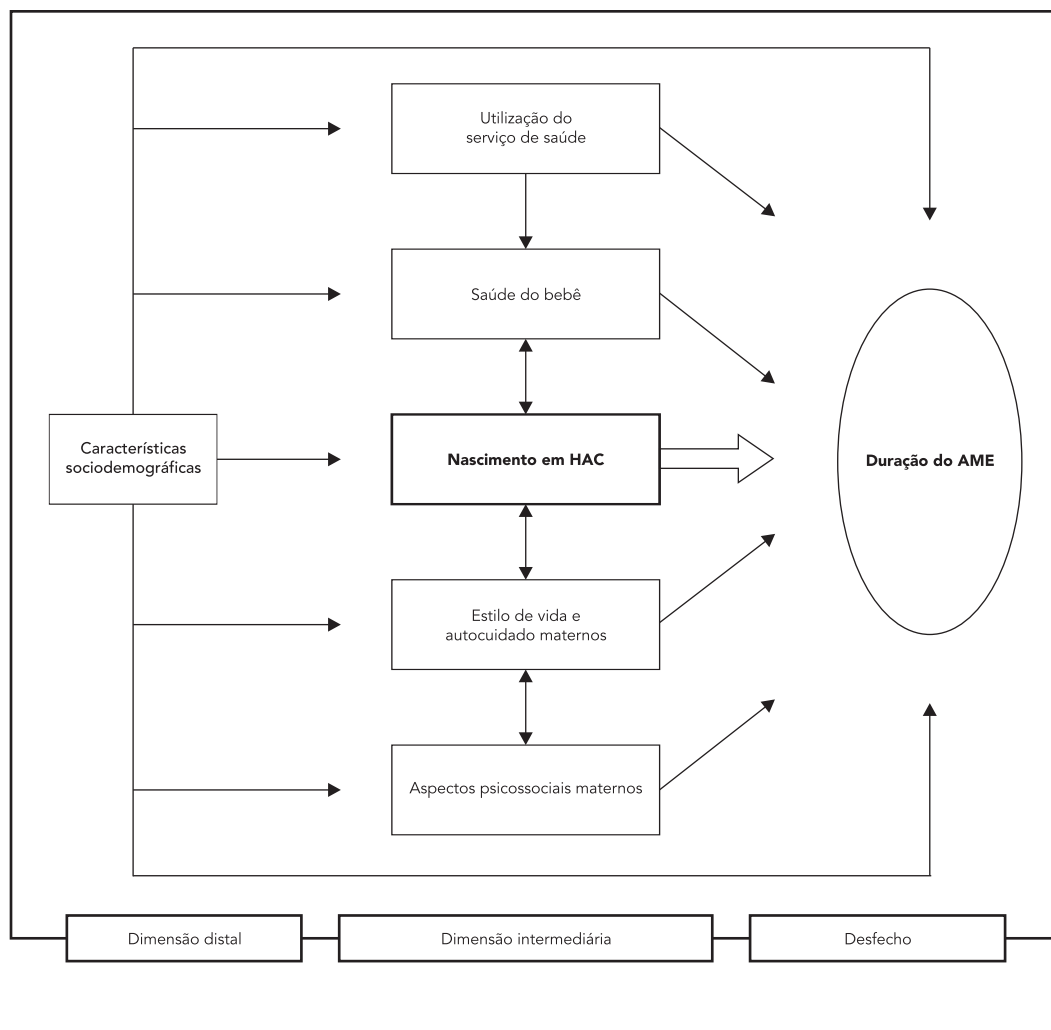 Utilização do
serviço de saúde
Saúde do bebê
Características
sociodemográficas
Nascimento em HAC
Duração do AME
Estilo de vida e
autocuidado maternos
Aspectos psicossociais maternos
Dimensão distal
Dimensão intermediária
Desfecho